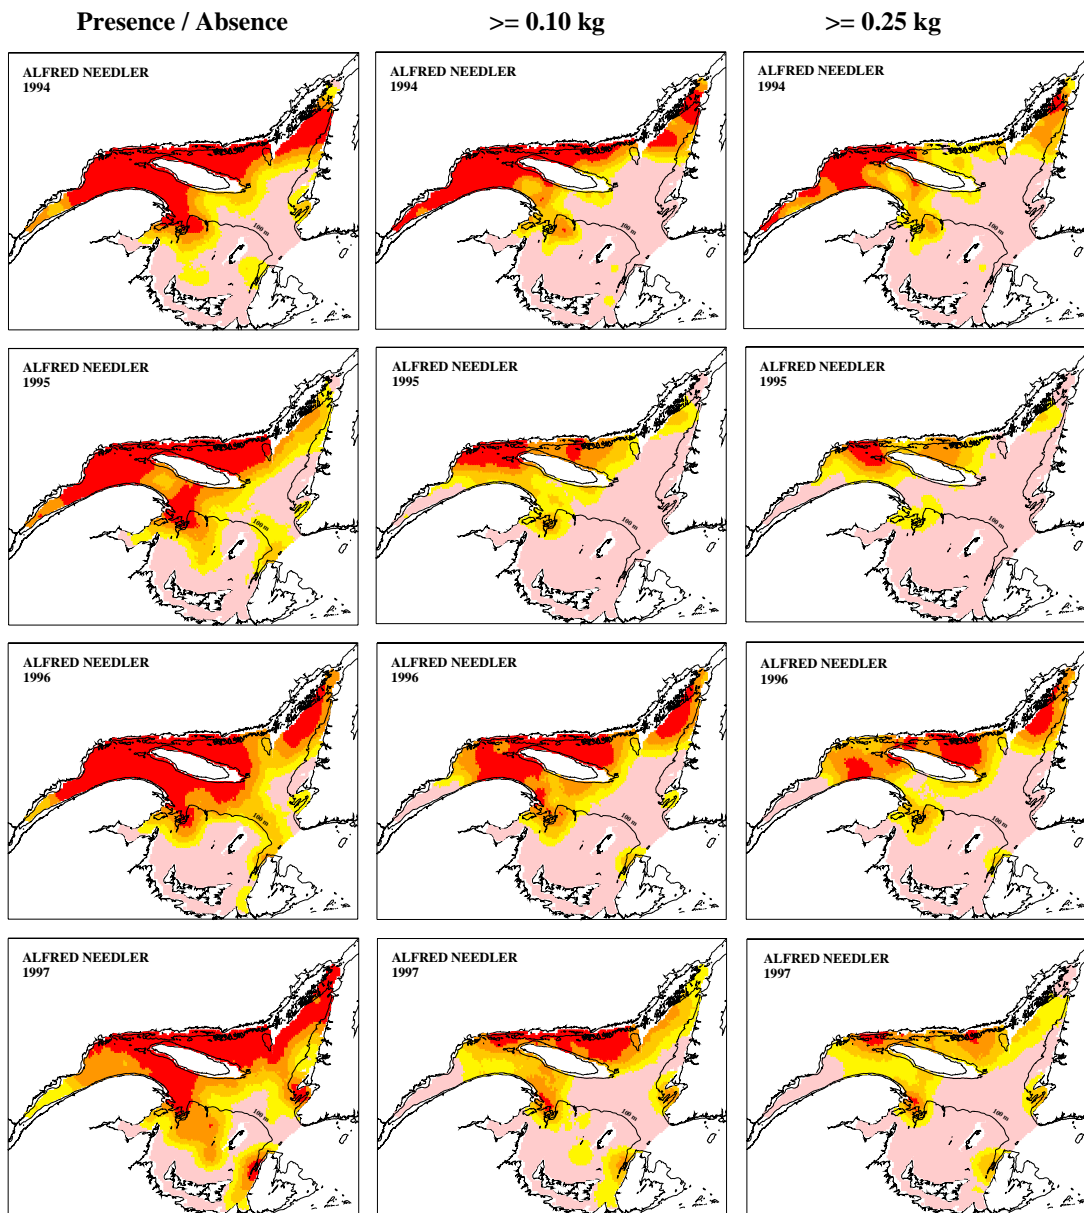 Presence / Absence
>= 0.10 kg
>= 0.25 kg
ALFRED NEEDLER
1994
100 m
ALFRED NEEDLER
1994
100 m
ALFRED NEEDLER
1994
100 m
ALFRED NEEDLER
1995
100 m
ALFRED NEEDLER
1995
100 m
ALFRED NEEDLER
1995
100 m
ALFRED NEEDLER
1996
100 m
ALFRED NEEDLER
1996
100 m
ALFRED NEEDLER
1996
100 m
ALFRED NEEDLER
1997
100 m
ALFRED NEEDLER
1997
100 m
ALFRED NEEDLER
1997
100 m